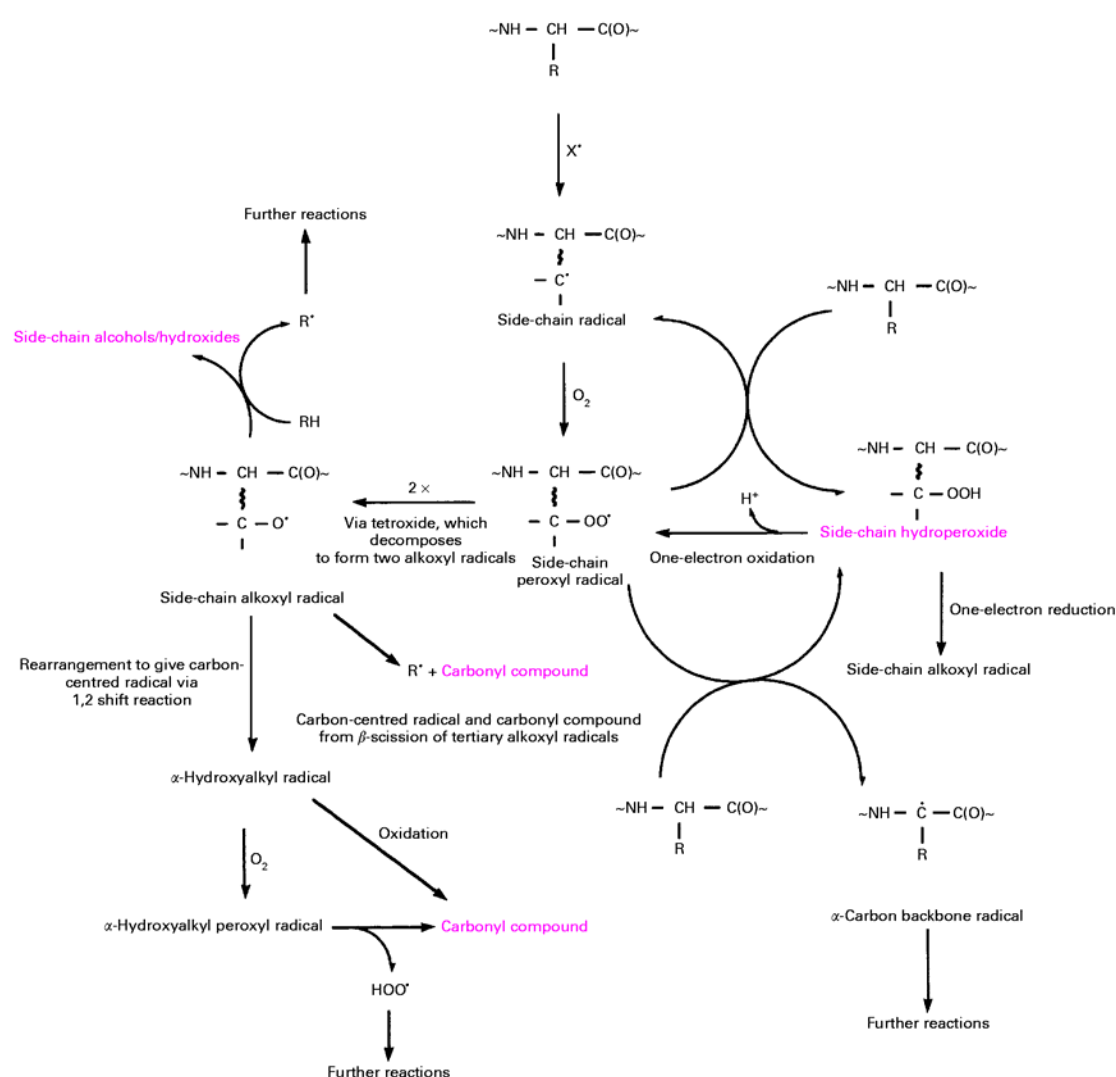 ~NH – CH – C(O)~
R
X•
Further reactions
~NH – CH – C(O)~
– C•
Side-chain radical
~NH – CH – C(O)~
R
R•
Side-chain alcohols/hydroxides
RH
O2
~NH – CH – C(O)~
– C – O•
2 ×
Via tetroxide, which
decomposes
to form two alkoxyl radicals
~NH – CH – C(O)~
– C – OO•
Side-chain
peroxyl radical
H+
One-electron oxidation
~NH – CH – C(O)~
– C – OOH
Side-chain hydroperoxide
Side-chain alkoxyl radical
One-electron reduction
Side-chain alkoxyl radical
Rearrangement to give carbon-
centred radical via
1,2 shift reaction
R• + Carbonyl compound
Carbon-centred radical and carbonyl compound
from β-scission of tertiary alkoxyl radicals
α-Hydroxyalkyl radical
~NH – CH – C(O)~
R
~NH – Ċ – C(O)~
R
Oxidation
O2
α-Hydroxyalkyl peroxyl radical
Carbonyl compound
α-Carbon backbone radical
HOO•
Further reactions
Further reactions